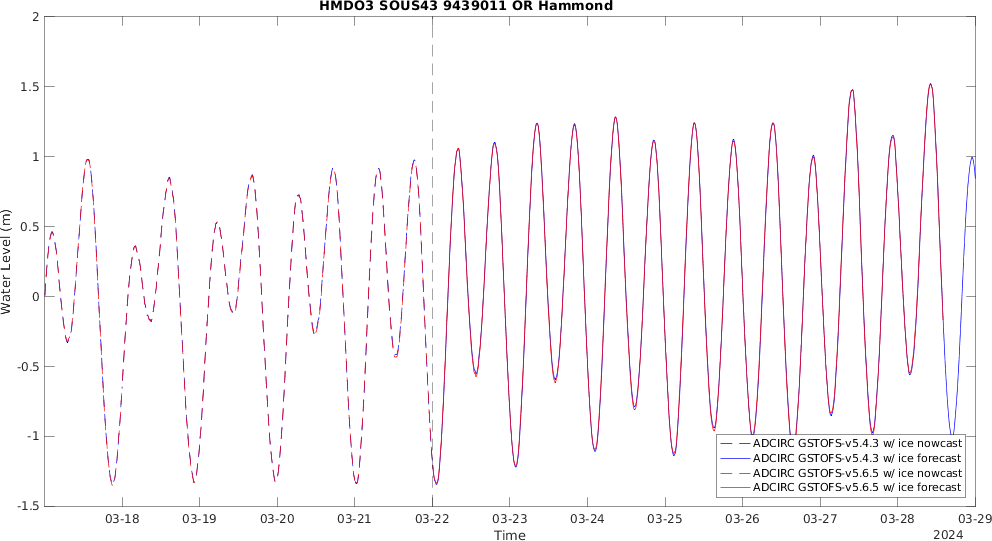 HMDO3 SOUS43 9439011 OR Hammond
2
1.5
1
0.5
0
-0.5
-1
-1.5
Water Level (m)
03-18 03-19 03-20 03-21 03-22 03-23 03-24 03-25 03-26 03-27 03-28 03-29
Time
2024
ADCIRC GSTOFS-v5.4.3 w/ ice nowcast
ADCIRC GSTOFS-v5.4.3 w/ ice forecast
ADCIRC GSTOFS-v5.6.5 w/ ice nowcast
ADCIRC GSTOFS-v5.6.5 w/ ice forecast